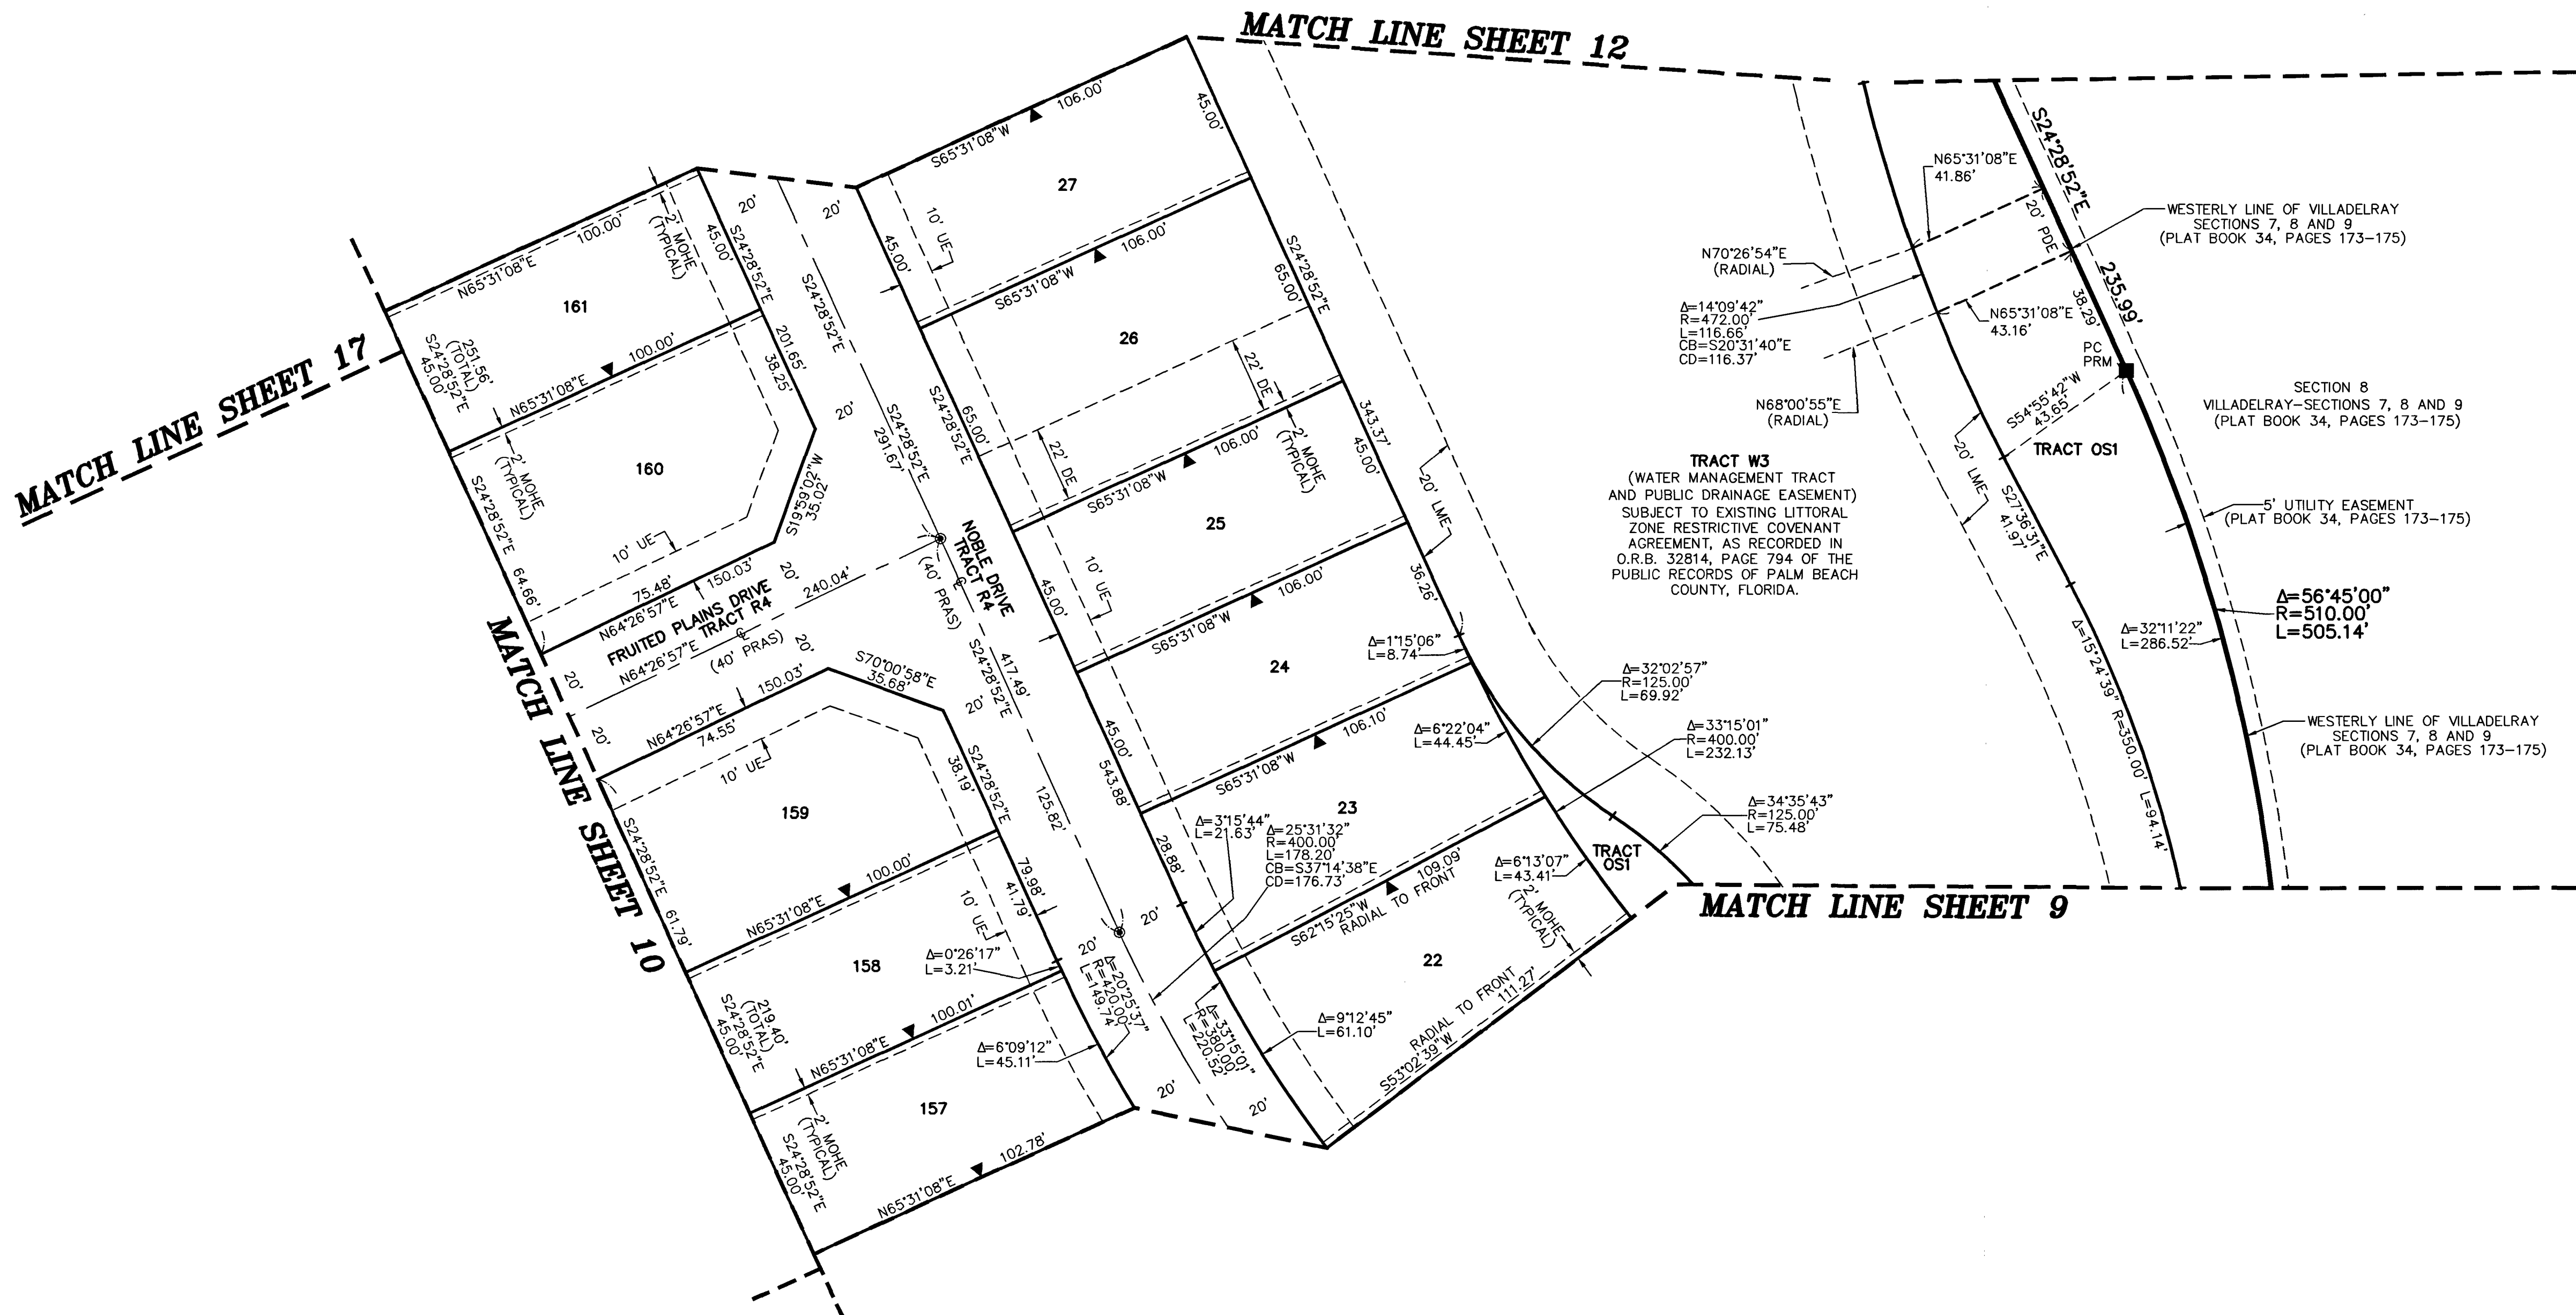 MATCH LINE SHEET 12
MATCH LINE SHEET 17
MATCH LINE SHEET 10
MATCH LINE SHEET 9
N65°31'08"E
100.00'
2' MOHE
(TYPICAL)
161
45.00'
S24°28'52"E
251.56'
(TOTAL)
S24°28'52"E
45.00'
N65°31'08"E
100.00'
201.65'
38.25'
2' MOHE
(TYPICAL)
160
S24°28'52"E
64.66'
10' UE
S19°59'02"W
35.02'
75.48'
150.03'
N64°26'57"E
20'
20'
20'
S24°28'52"E
20'
S24°28'52"E
291.67'
20'
240.04'
FRUITED PLAINS DRIVE
TRACT R4
N64°26'57"E
℄
(40' PRAS)
20'
20'
20'
NOBLE DRIVE
TRACT R4
℄
(40' PRAS)
417.49'
S24°28'52"E
125.82'
150.03'
N64°26'57"E
74.55'
S70°00'58"E
35.68'
20'
10' UE
159
S24°28'52"E
38.19'
S24°28'52"E
61.79'
N65°31'08"E
100.00'
79.98'
41.79'
10' UE
158
Δ=0°26'17"
L=3.21'
219.40'
(TOTAL)
S24°28'52"E
45.00'
N65°31'08"E
100.01'
Δ=6°09'12"
L=45.11'
2' MOHE
(TYPICAL)
157
S24°28'52"E
45.00'
N65°31'08"E
102.78'
20'
20'
Δ=20°25'37"
R=420.00'
L=149.74'
20'
20'
S65°31'08"W
106.00'
45.00'
27
10' UE
45.00'
S65°31'08"W
106.00'
S24°28'52"E
65.00'
26
65.00'
S24°28'52"E
22' DE
22' DE
S65°31'08"W
106.00'
2' MOHE
(TYPICAL)
343.37'
45.00'
25
10' UE
45.00'
S65°31'08"W
106.00'
36.26'
20' LME
24
45.00'
543.88'
Δ=1°15'06"
L=8.74'
S65°31'08"W
106.10'
Δ=32°02'57"
R=125.00'
L=69.92'
Δ=6°22'04"
L=44.45'
Δ=33°15'01"
R=400.00'
L=232.13'
23
28.88'
Δ=3°15'44"
L=21.63'
Δ=25°31'32"
R=400.00'
L=178.20'
CB=S37°14'38"E
CD=176.73'
S62°15'25"W
109.09'
RADIAL TO FRONT
Δ=6°13'07"
L=43.41'
Δ=34°35'43"
R=125.00'
L=75.48'
TRACT
OS1
2' MOHE
(TYPICAL)
22
Δ=33°15'01"
R=380.00'
L=220.52'
Δ=9°12'45"
L=61.10'
RADIAL TO FRONT
111.27'
S53°02'39"W
TRACT W3
(WATER MANAGEMENT TRACT
AND PUBLIC DRAINAGE EASEMENT)
SUBJECT TO EXISTING LITTORAL
ZONE RESTRICTIVE COVENANT
AGREEMENT, AS RECORDED IN
O.R.B. 32814, PAGE 794 OF THE
PUBLIC RECORDS OF PALM BEACH
COUNTY, FLORIDA.
N65°31'08"E
41.86'
N70°26'54"E
(RADIAL)
Δ=14°09'42"
R=472.00'
L=116.66'
CB=S20°31'40"E
CD=116.37'
N68°00'55"E
(RADIAL)
N65°31'08"E
43.16'
S24°28'52"E
235.99'
20' PDE
38.29'
PC
PRM
S54°55'42"W
43.65'
TRACT OS1
20' LME
S27°36'31"E
41.97'
Δ=15°24'39" R=350.00' L=94.14'
WESTERLY LINE OF VILLADELRAY
SECTIONS 7, 8 AND 9
(PLAT BOOK 34, PAGES 173-175)
SECTION 8
VILLADELRAY-SECTIONS 7, 8 AND 9
(PLAT BOOK 34, PAGES 173-175)
5' UTILITY EASEMENT
(PLAT BOOK 34, PAGES 173-175)
Δ=56°45'00"
R=510.00'
L=505.14'
Δ=32°11'22"
L=286.52'
WESTERLY LINE OF VILLADELRAY
SECTIONS 7, 8 AND 9
(PLAT BOOK 34, PAGES 173-175)